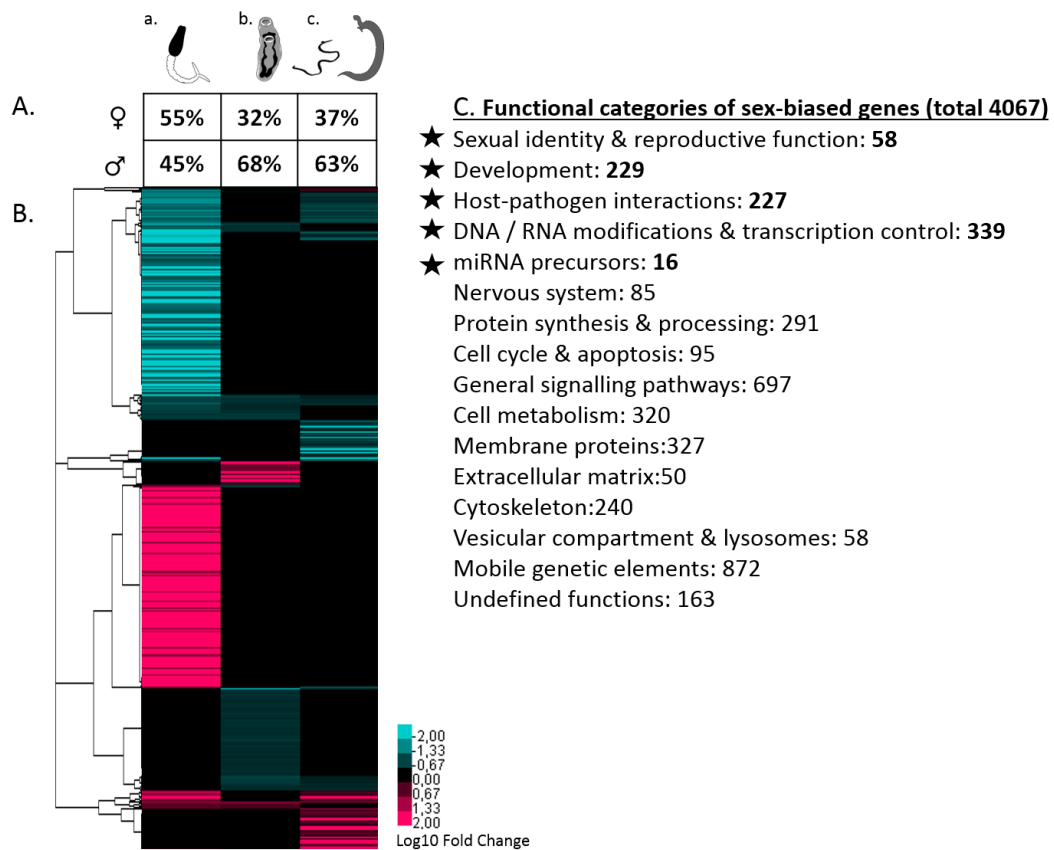 a.
b.
c.
A.
♀ 55% 32% 37%
♂ 45% 68% 63%
B.
-2,00
-1,33
-0,67
0,00
0,67
1,33
2,00
Log10 Fold Change
C. Functional categories of sex-biased genes (total 4067)
★ Sexual identity & reproductive function: 58
★ Development: 229
★ Host-pathogen interactions: 227
★ DNA / RNA modifications & transcription control: 339
★ miRNA precursors: 16
Nervous system: 85
Protein synthesis & processing: 291
Cell cycle & apoptosis: 95
General signalling pathways: 697
Cell metabolism: 320
Membrane proteins:327
Extracellular matrix:50
Cytoskeleton:240
Vesicular compartment & lysosomes: 58
Mobile genetic elements: 872
Undefined functions: 163